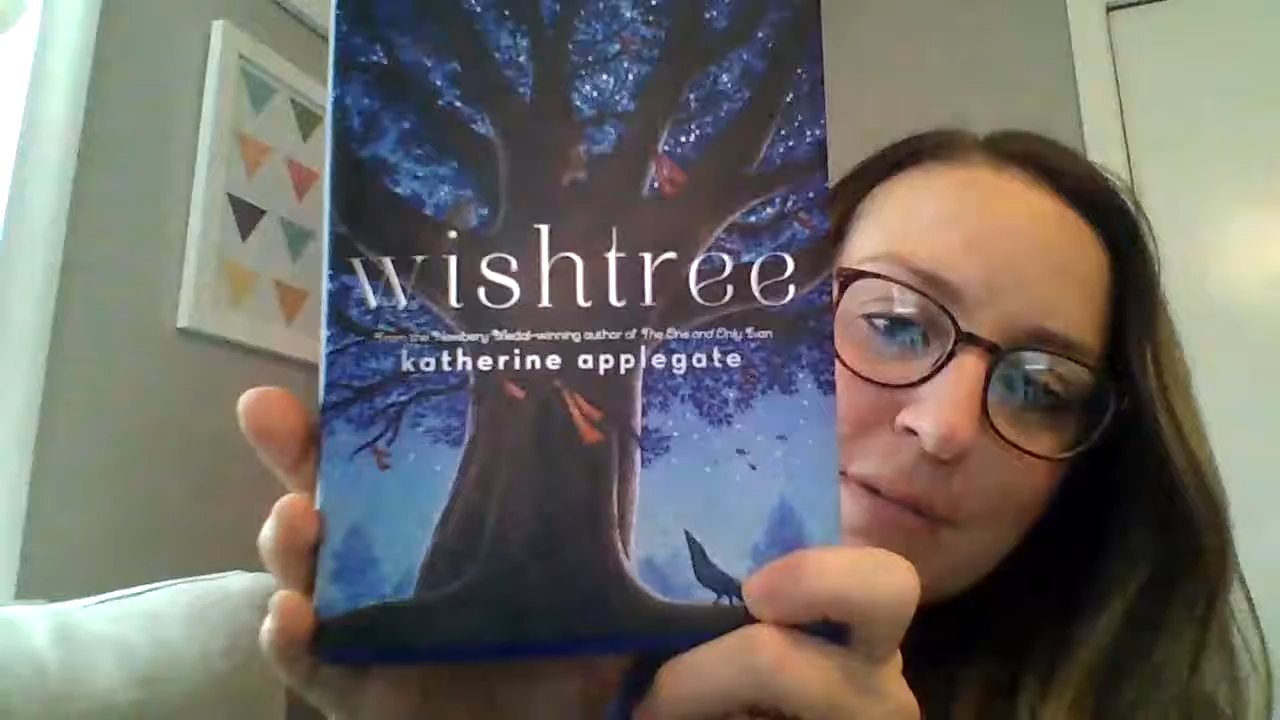 wishtree
From the Newbery Medal-winning author of The One and Only Ivan
katherine applegate